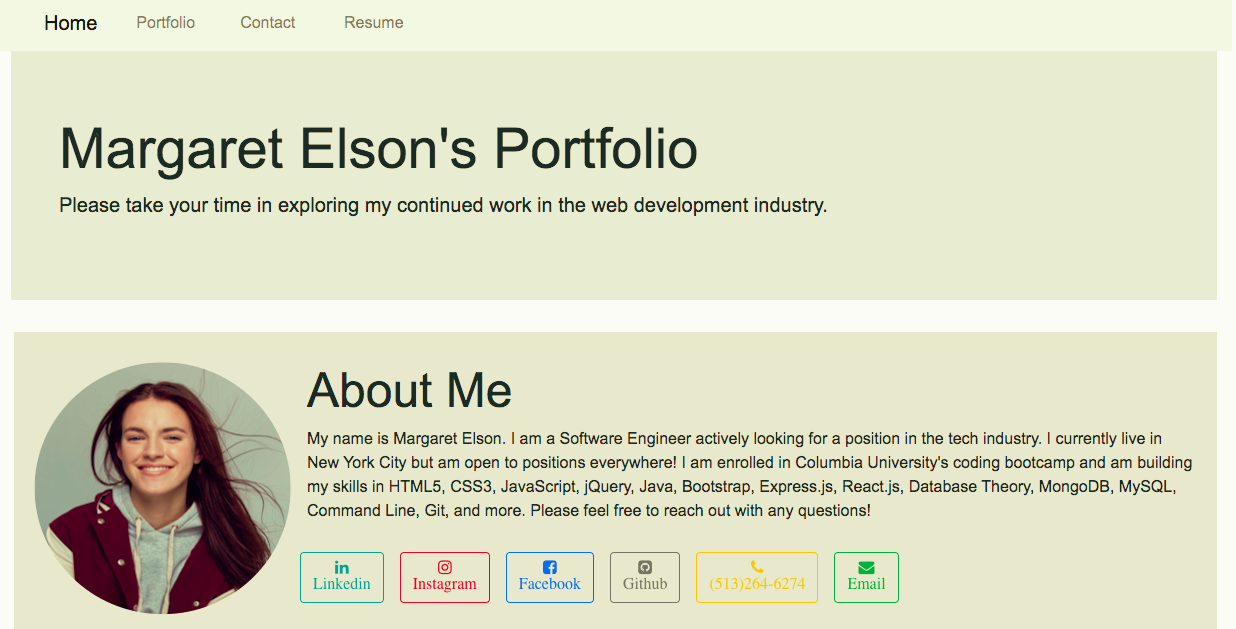 Home Portfolio Contact Resume
Margaret Elson's Portfolio
Please take your time in exploring my continued work in the web development industry.
About Me
My name is Margaret Elson. I am a Software Engineer actively looking for a position in the tech industry. I currently live in
New York City but am open to positions everywhere! I am enrolled in Columbia University's coding bootcamp and am building
my skills in HTML5, CSS3, JavaScript, jQuery, Java, Bootstrap, Express.js, React.js, Database Theory, MongoDB, MySQL,
Command Line, Git, and more. Please feel free to reach out with any questions!
Linkedin Instagram Facebook Github (513)264-6274 Email